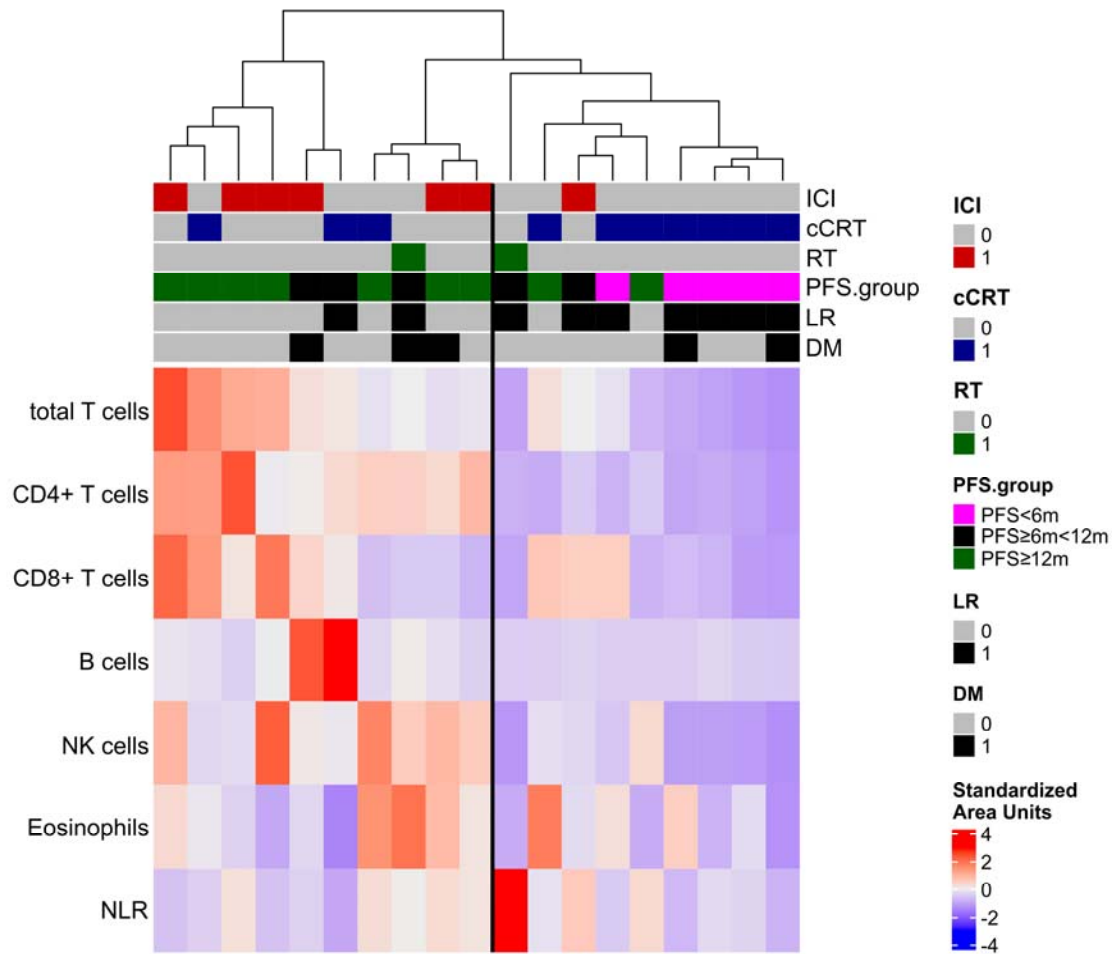 ICI
cCRT
RT
PFS.group
LR
DM
total T cells
CD4+ T cells
CD8+ T cells
B cells
NK cells
Eosinophils
NLR
ICI
0
1
cCRT
0
1
RT
0
1
PFS.group
PFS<6m
PFS≥6m<12m
PFS≥12m
LR
0
1
DM
0
1
Standardized
Area Units
4
2
0
-2
-4